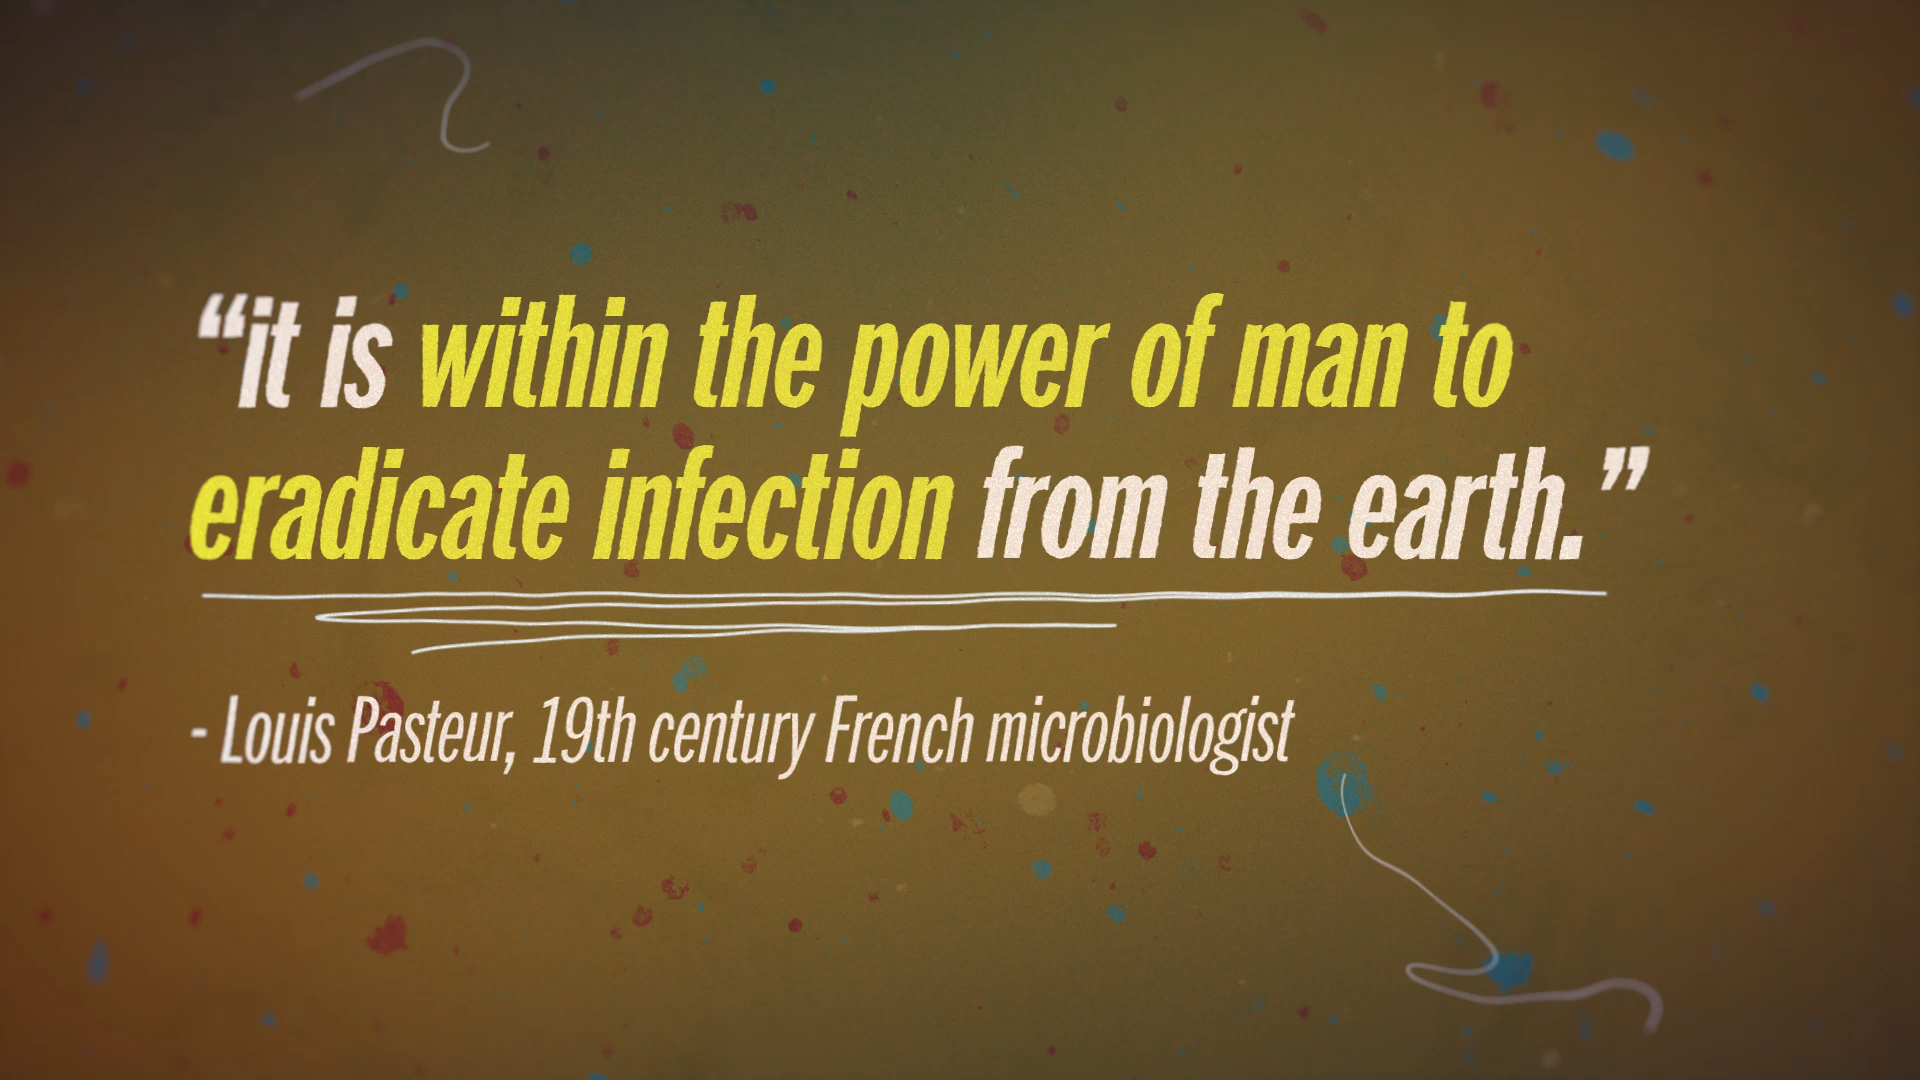 “it is within the power of man to
eradicate infection from the earth.”
- Louis Pasteur, 19th century French microbiologist